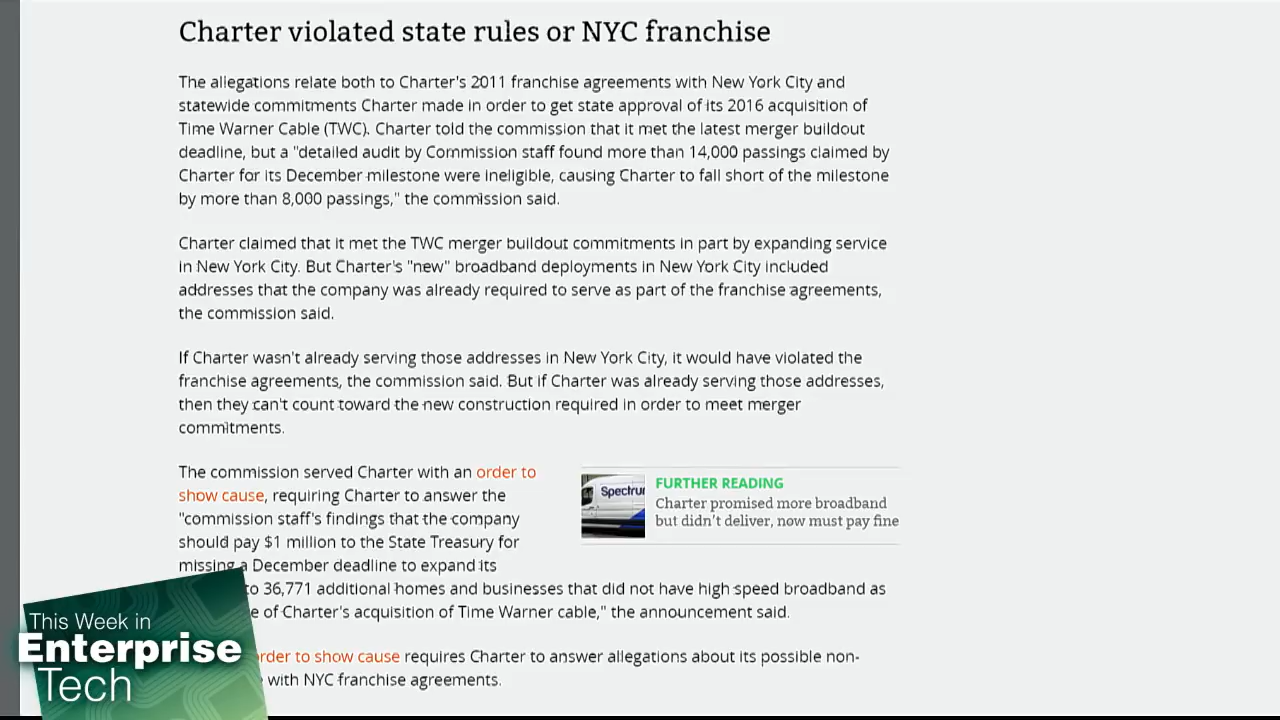 Charter violated state rules or NYC franchise
The allegations relate both to Charter's 2011 franchise agreements with New York City and
statewide commitments Charter made in order to get state approval of its 2016 acquisition of
Time Warner Cable (TWC). Charter told the commission that it met the latest merger buildout
deadline, but a "detailed audit by Commission staff found more than 14,000 passings claimed by
Charter for its December milestone were ineligible, causing Charter to fall short of the milestone
by more than 8,000 passings," the commission said.
Charter claimed that it met the TWC merger buildout commitments in part by expanding service
in New York City. But Charter's "new" broadband deployments in New York City included
addresses that the company was already required to serve as part of the franchise agreements,
the commission said.
If Charter wasn't already serving those addresses in New York City, it would have violated the
franchise agreements, the commission said. But if Charter was already serving those addresses,
then they can't count toward the new construction required in order to meet merger
commitments.
The commission served Charter with an order to
show cause, requiring Charter to answer the
"commission staff's findings that the company
should pay $1 million to the State Treasury for
missing a December deadline to expand its
to 36,771 additional homes and businesses that did not have high speed broadband as
of Charter's acquisition of Time Warner cable," the announcement said.
order to show cause requires Charter to answer allegations about its possible non-
with NYC franchise agreements.
Spectru
FURTHER READING
Charter promised more broadband
but didn't deliver, now must pay fine
This Week in
Enterprise
Tech